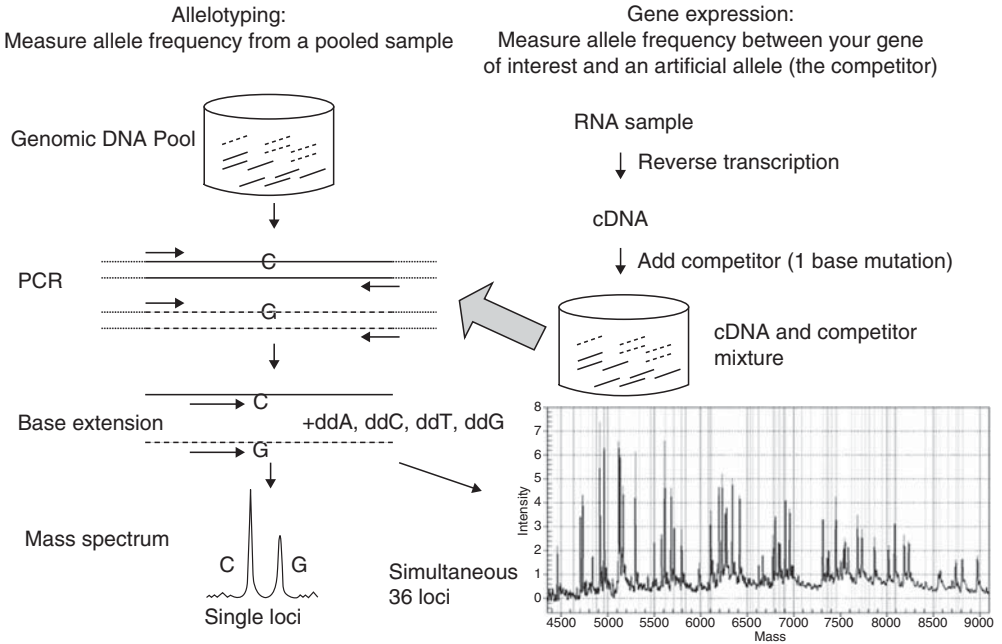 Allelotyping:
Measure allele frequency from a pooled sample
Genomic DNA Pool
PCR
C
G
Base extension
C
+ddA, ddC, ddT, ddG
G
Mass spectrum
C
G
Single loci
Simultaneous
36 loci
Gene expression:
Measure allele frequency between your gene
of interest and an artificial allele (the competitor)
RNA sample
Reverse transcription
cDNA
Add competitor (1 base mutation)
cDNA and competitor
mixture
Intensity
8
7
6
5
4
3
2
1
0
4500 5000 5500 6000 6500 7000 7500 8000 8500 9000
Mass